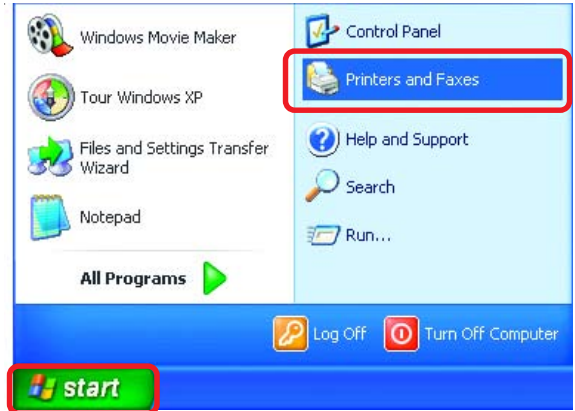 Windows Movie Maker
Tour Windows XP
Files and Settings Transfer
Wizard
Notepad
All Programs
Control Panel
Printers and Faxes
Help and Support
Search
Run...
Log Off
Turn Off Computer
start